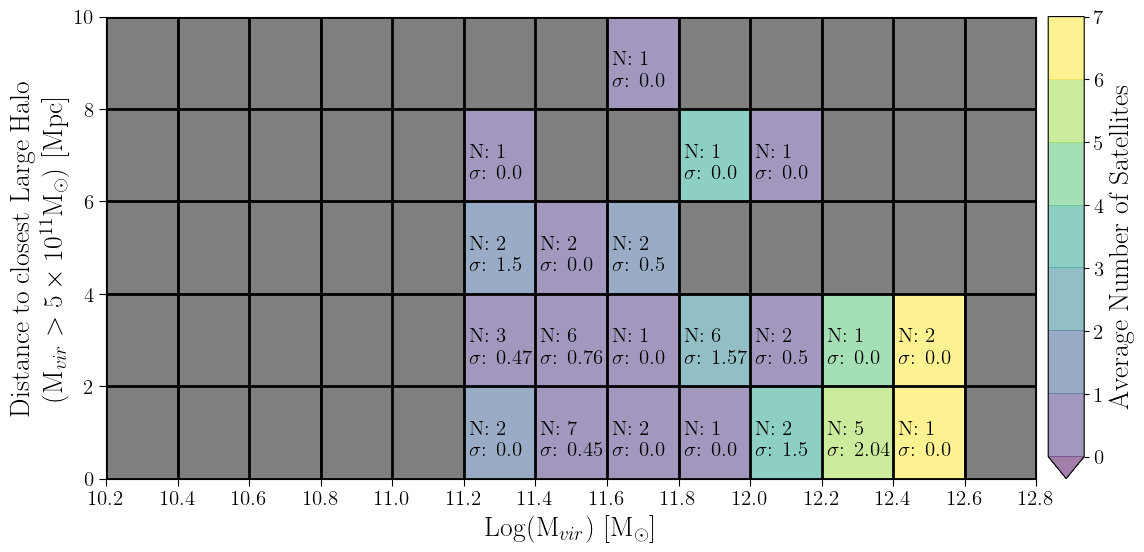 10
8
6
4
2
0
Distance to closest Large Halo
(M_vir > 5 × 10^11 M_⊙) [Mpc]
N: 1
σ: 0.0
N: 1
σ: 0.0
N: 1
σ: 0.0
N: 1
σ: 0.0
N: 2
σ: 1.5
N: 2
σ: 0.0
N: 2
σ: 0.5
N: 3
σ: 0.47
N: 6
σ: 0.76
N: 1
σ: 0.0
N: 6
σ: 1.57
N: 2
σ: 0.5
N: 1
σ: 0.0
N: 2
σ: 0.0
N: 2
σ: 0.0
N: 7
σ: 0.45
N: 2
σ: 0.0
N: 1
σ: 0.0
N: 2
σ: 1.5
N: 5
σ: 2.04
N: 1
σ: 0.0
10.2 10.4 10.6 10.8 11.0 11.2 11.4 11.6 11.8 12.0 12.2 12.4 12.6 12.8
Log(M_vir) [M_⊙]
7
6
5
4
3
2
1
0
Average Number of Satellites